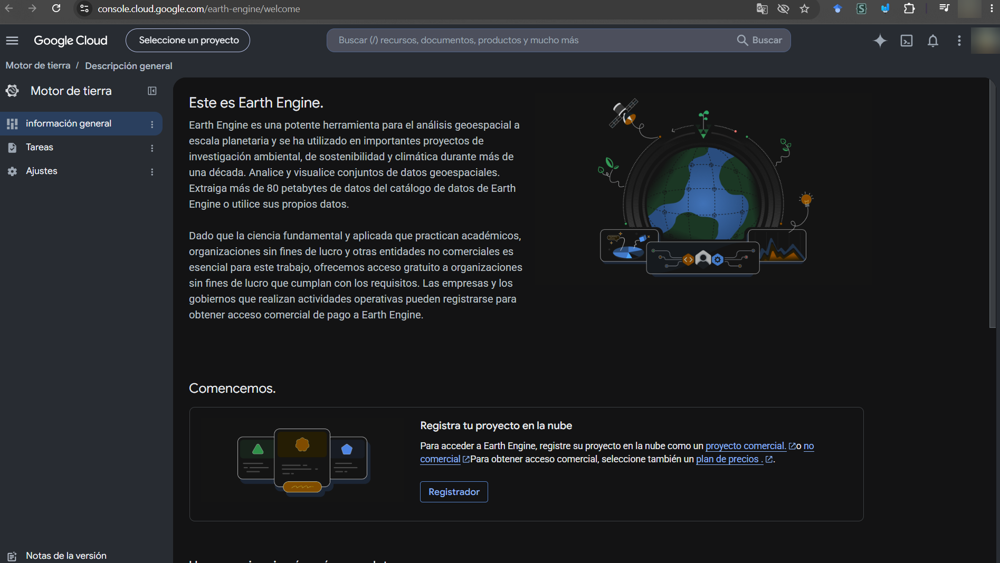 console.cloud.google.com/earth-engine/welcome
Google Cloud
Seleccione un proyecto
Buscar (/) recursos, documentos, productos y mucho más
Buscar
Motor de tierra / Descripción general
Motor de tierra
información general
Tareas
Ajustes
Notas de la versión
Este es Earth Engine.
Earth Engine es una potente herramienta para el análisis geoespacial a
escala planetaria y se ha utilizado en importantes proyectos de
investigación ambiental, de sostenibilidad y climática durante más de
una década. Analice y visualice conjuntos de datos geoespaciales.
Extraiga más de 80 petabytes de datos del catálogo de datos de Earth
Engine o utilice sus propios datos.
Dado que la ciencia fundamental y aplicada que practican académicos,
organizaciones sin fines de lucro y otras entidades no comerciales es
esencial para este trabajo, ofrecemos acceso gratuito a organizaciones
sin fines de lucro que cumplan con los requisitos. Las empresas y los
gobiernos que realizan actividades operativas pueden registrarse para
obtener acceso comercial de pago a Earth Engine.
Comencemos.
Registra tu proyecto en la nube
Para acceder a Earth Engine, registre su proyecto en la nube como un proyecto comercial. o no
comercial Para obtener acceso comercial, seleccione también un plan de precios . .
Registrador